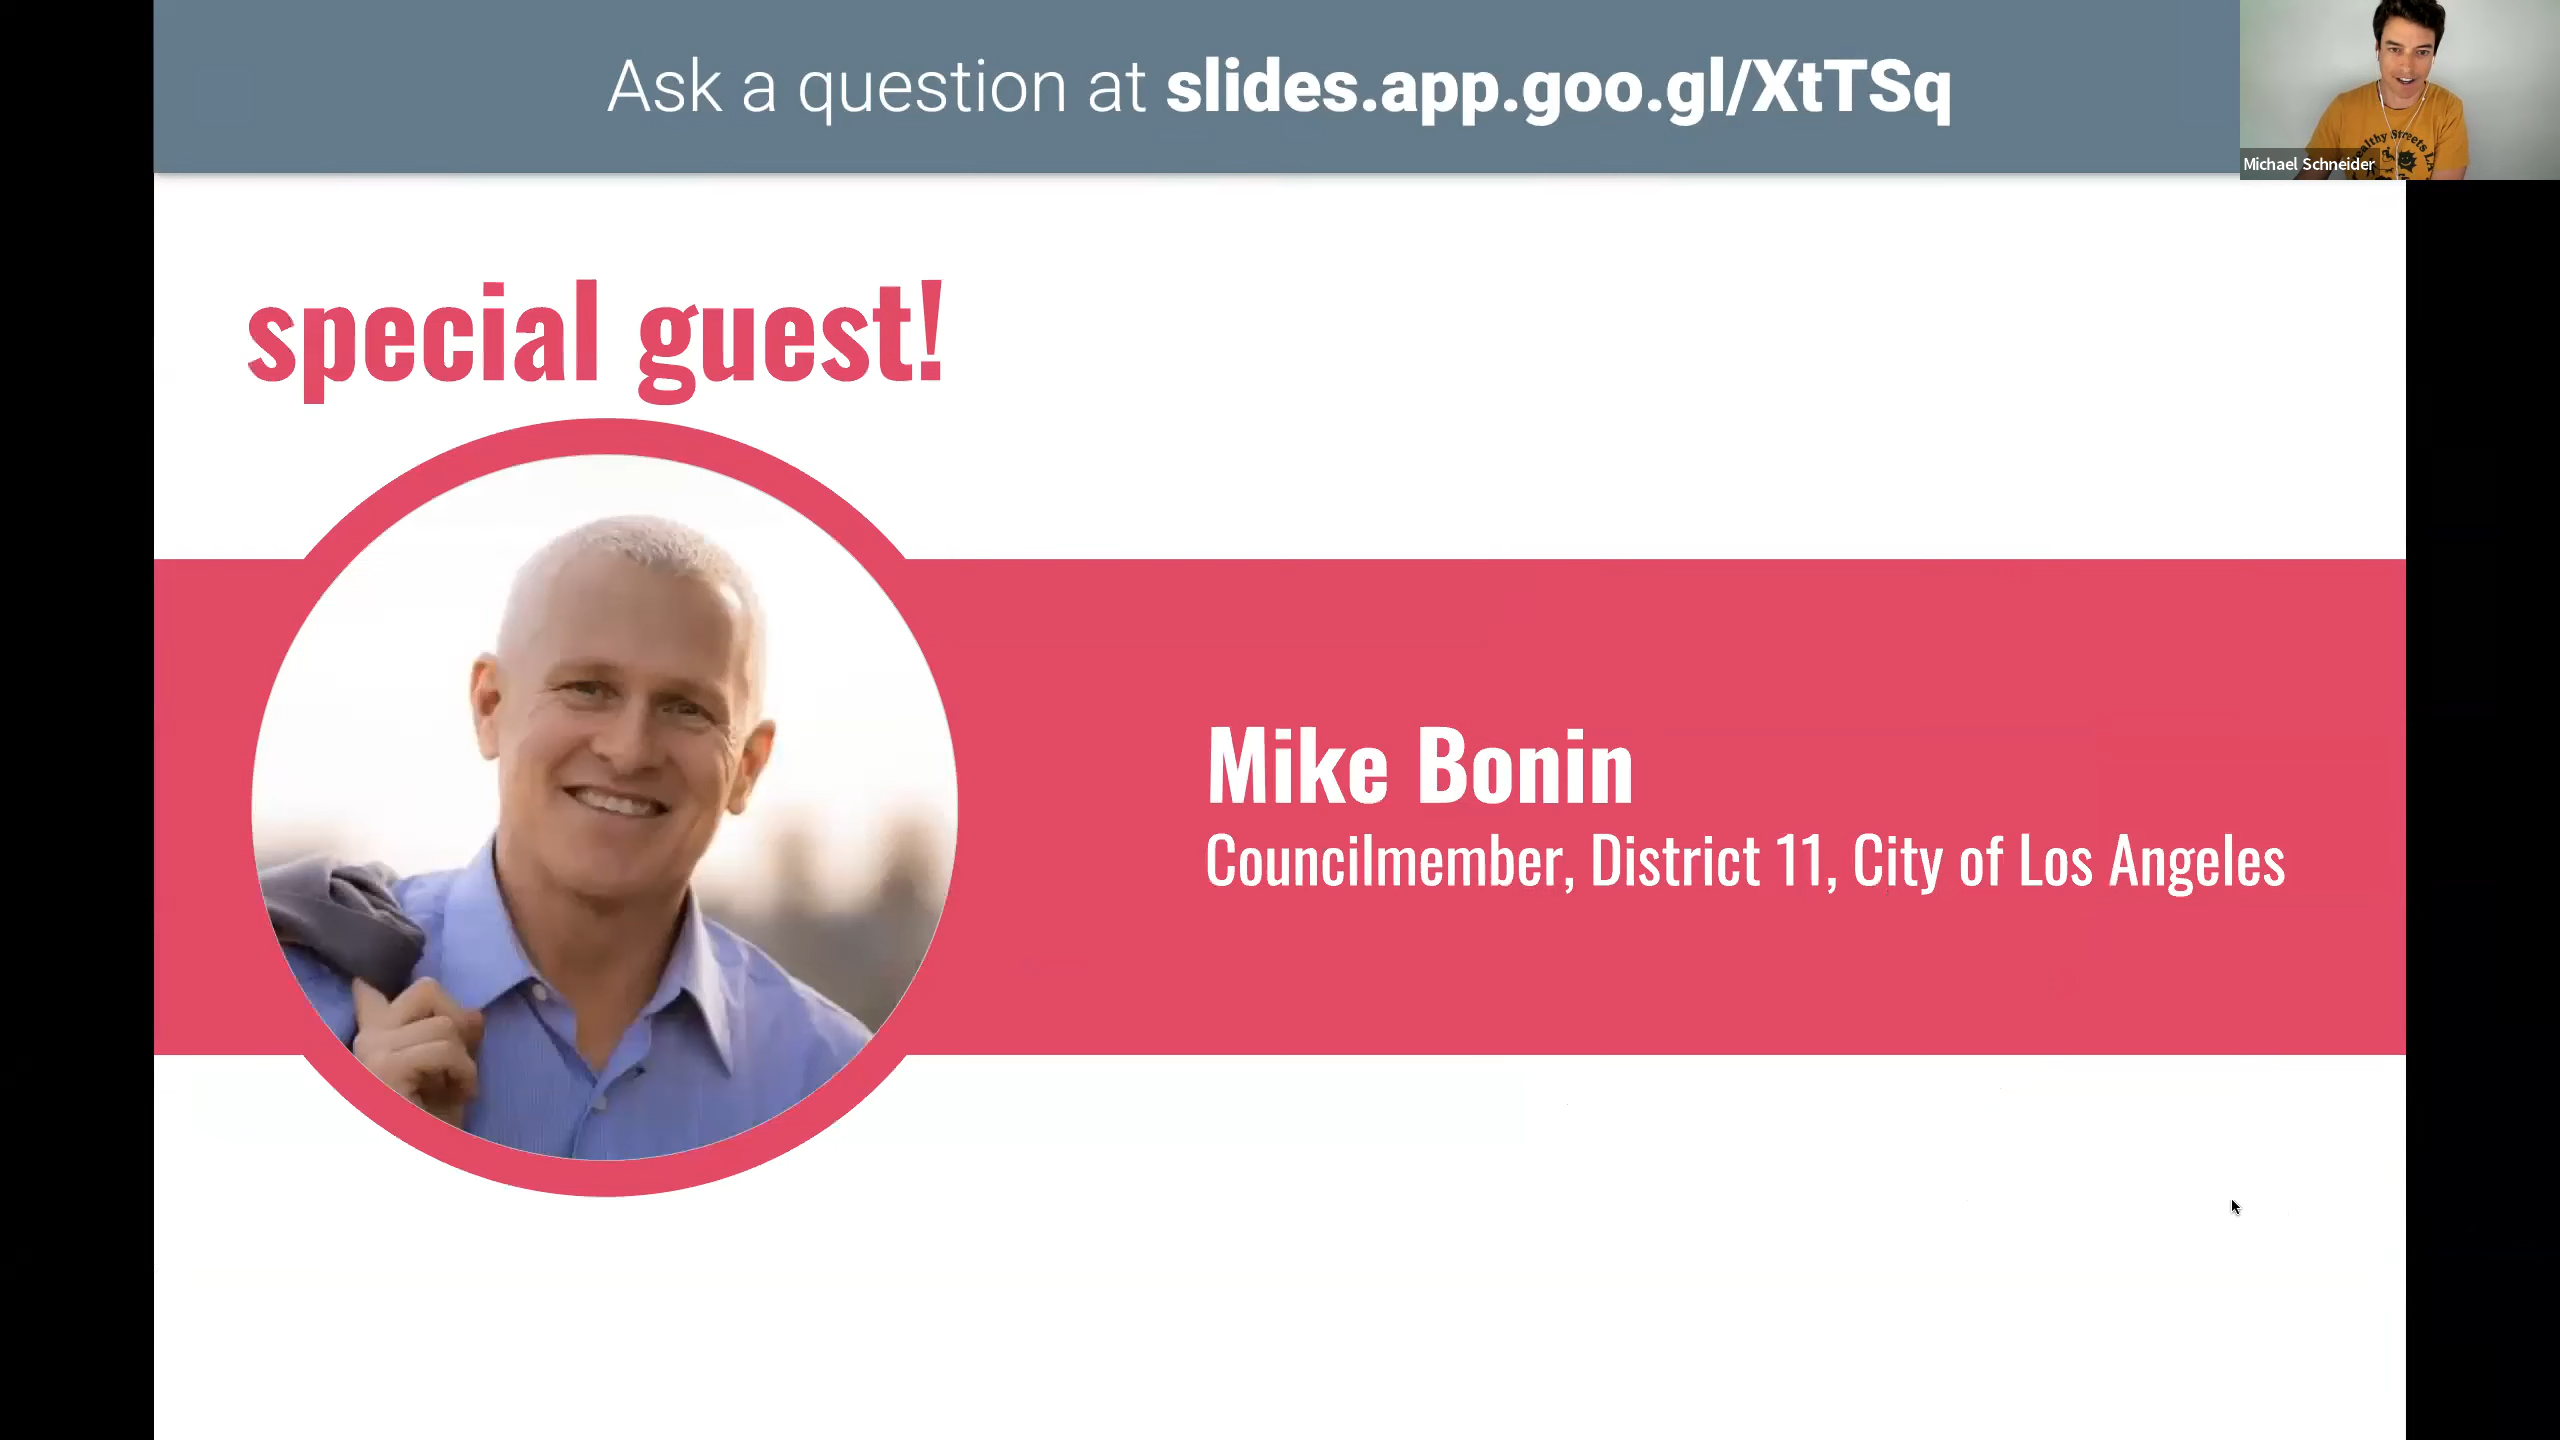 Ask a question at slides.app.goo.gl/XtTSq
Michael Schneider
special guest!
Mike Bonin
Councilmember, District 11, City of Los Angeles